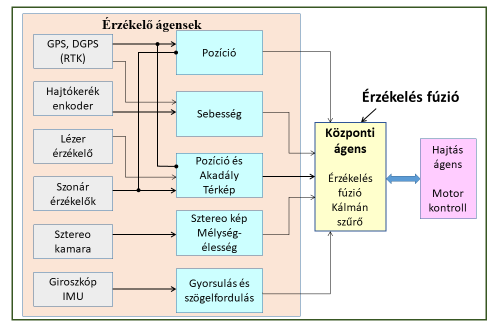 Érzékelő ágensek
GPS, DGPS
(RTK)
Pozíció
Hajtókerék
enkoder
Sebesség
Érzékelés fúzió
Lézer
érzékelő
Pozíció és
Akadály
Térkép
Központi
ágens
Érzékelés
fúzió
Kálmán
szűrő
Hajtás
ágens
Motor
kontroll
Szonár
érzékelők
Sztereo
kamara
Sztereo kép
Mélység-
élesség
Giroszkóp
IMU
Gyorsulás és
szögelfordulás